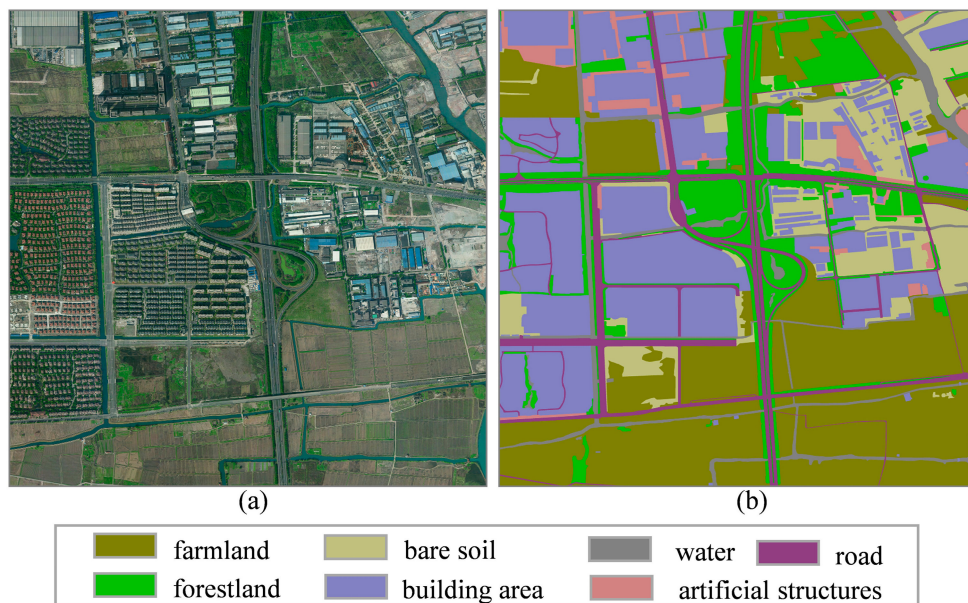 (a) (b)
farmland bare soil water road
forestland building area artificial structures